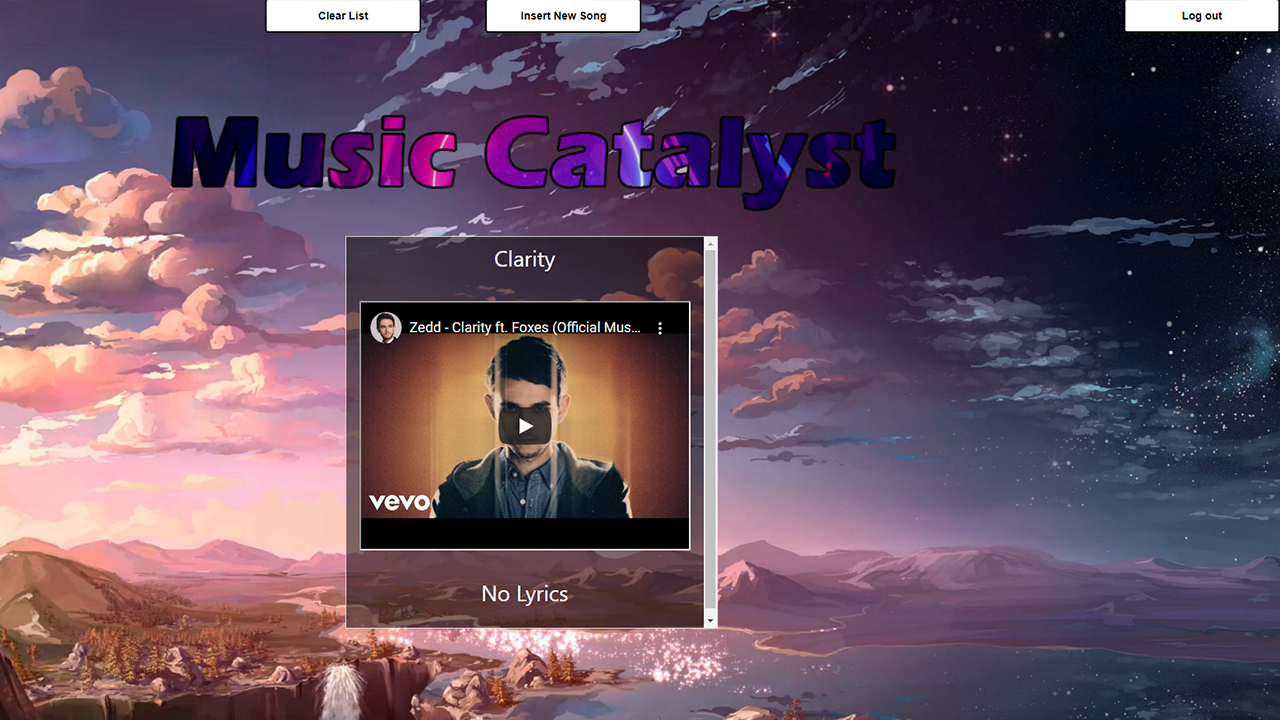 Clear List
Insert New Song
Log out
Music Catalyst
Clarity
Zedd - Clarity ft. Foxes (Official Mus...
vevo
No Lyrics